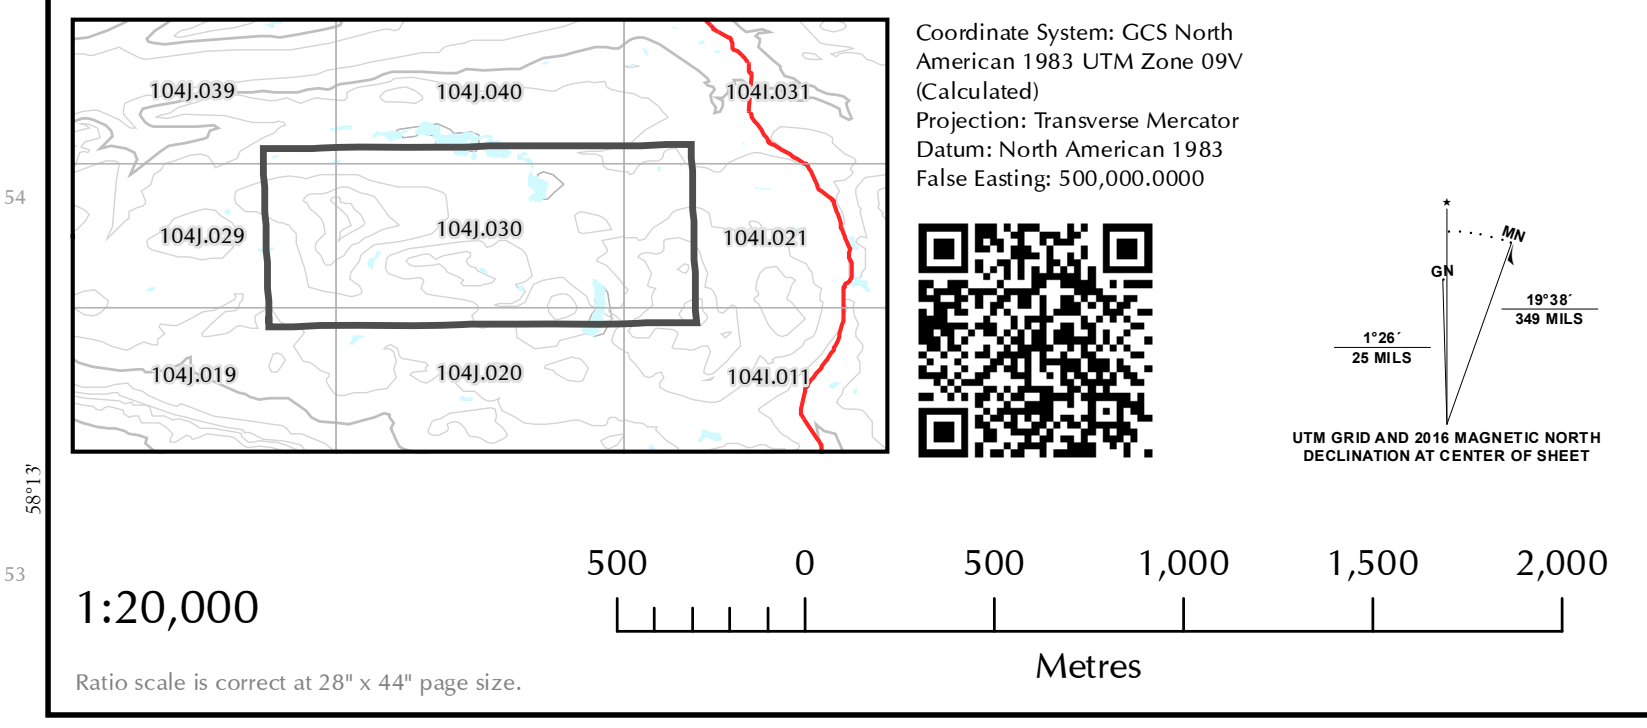 104J.039
104J.040
104I.031
104J.029
104J.030
104I.021
104J.019
104J.020
104I.011
Coordinate System: GCS North
American 1983 UTM Zone 09V
(Calculated)
Projection: Transverse Mercator
Datum: North American 1983
False Easting: 500,000.0000
MN
GN
19°38´
349 MILS
1°26´
25 MILS
UTM GRID AND 2016 MAGNETIC NORTH
DECLINATION AT CENTER OF SHEET
54
58°13'
53
1:20,000
500 0 500 1,000 1,500 2,000
Metres
Ratio scale is correct at 28" x 44" page size.